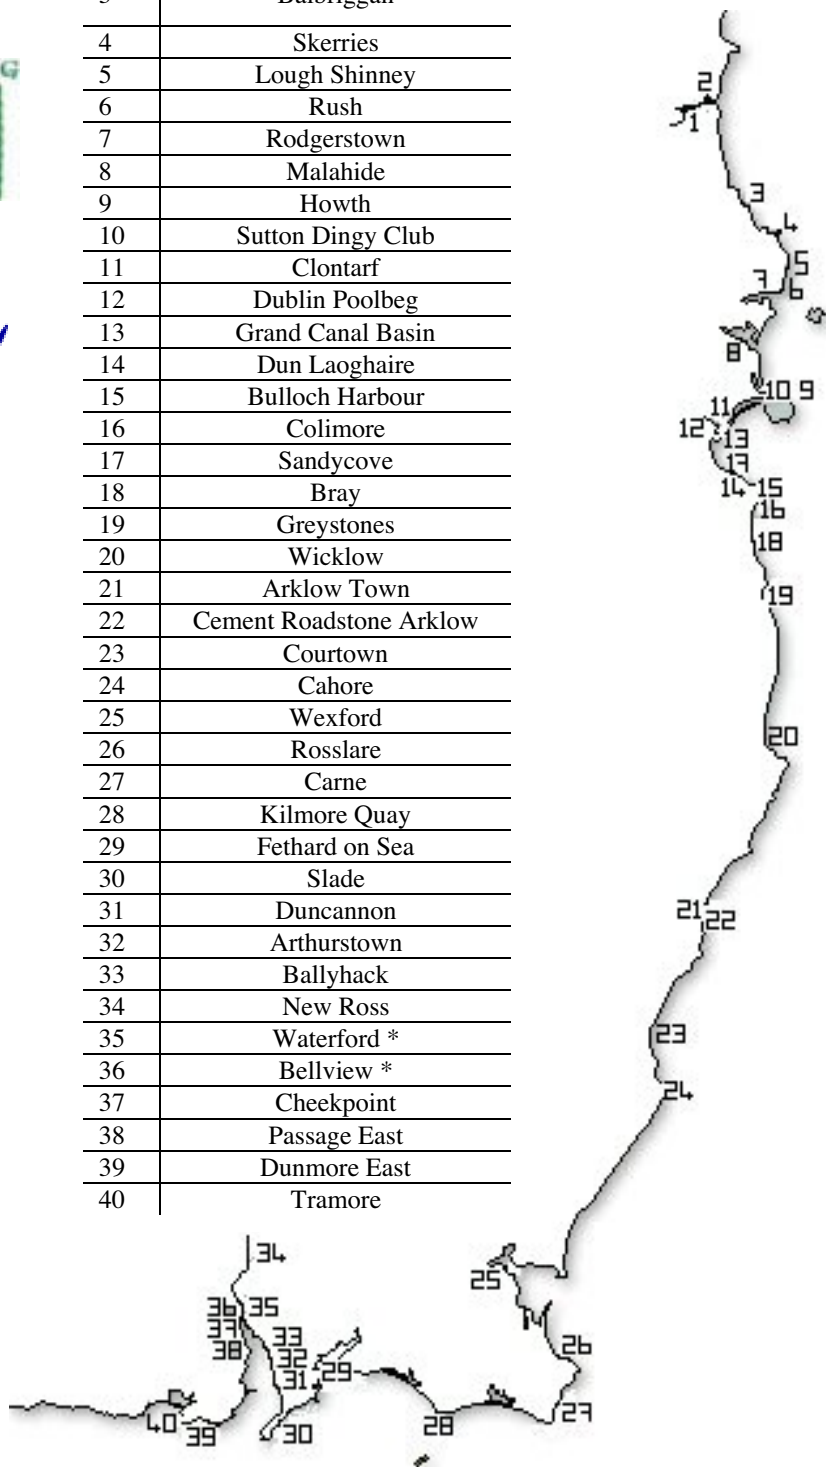 4 Skerries
5 Lough Shinney
6 Rush
7 Rodgerstown
8 Malahide
9 Howth
10 Sutton Dingy Club
11 Clontarf
12 Dublin Poolbeg
13 Grand Canal Basin
14 Dun Laoghaire
15 Bulloch Harbour
16 Colimore
17 Sandycove
18 Bray
19 Greystones
20 Wicklow
21 Arklow Town
22 Cement Roadstone Arklow
23 Courtown
24 Cahore
25 Wexford
26 Rosslare
27 Carne
28 Kilmore Quay
29 Fethard on Sea
30 Slade
31 Duncannon
32 Arthurstown
33 Ballyhack
34 New Ross
35 Waterford *
36 Bellview *
37 Cheekpoint
38 Passage East
39 Dunmore East
40 Tramore
G
2
1
3
4
5
7 6
8
10 9
11
12 13
17
14 15
16
18
19
20
21 22
23
24
25
34
36 35
37 33
38 32
31 29
30
40 39
28
26
27